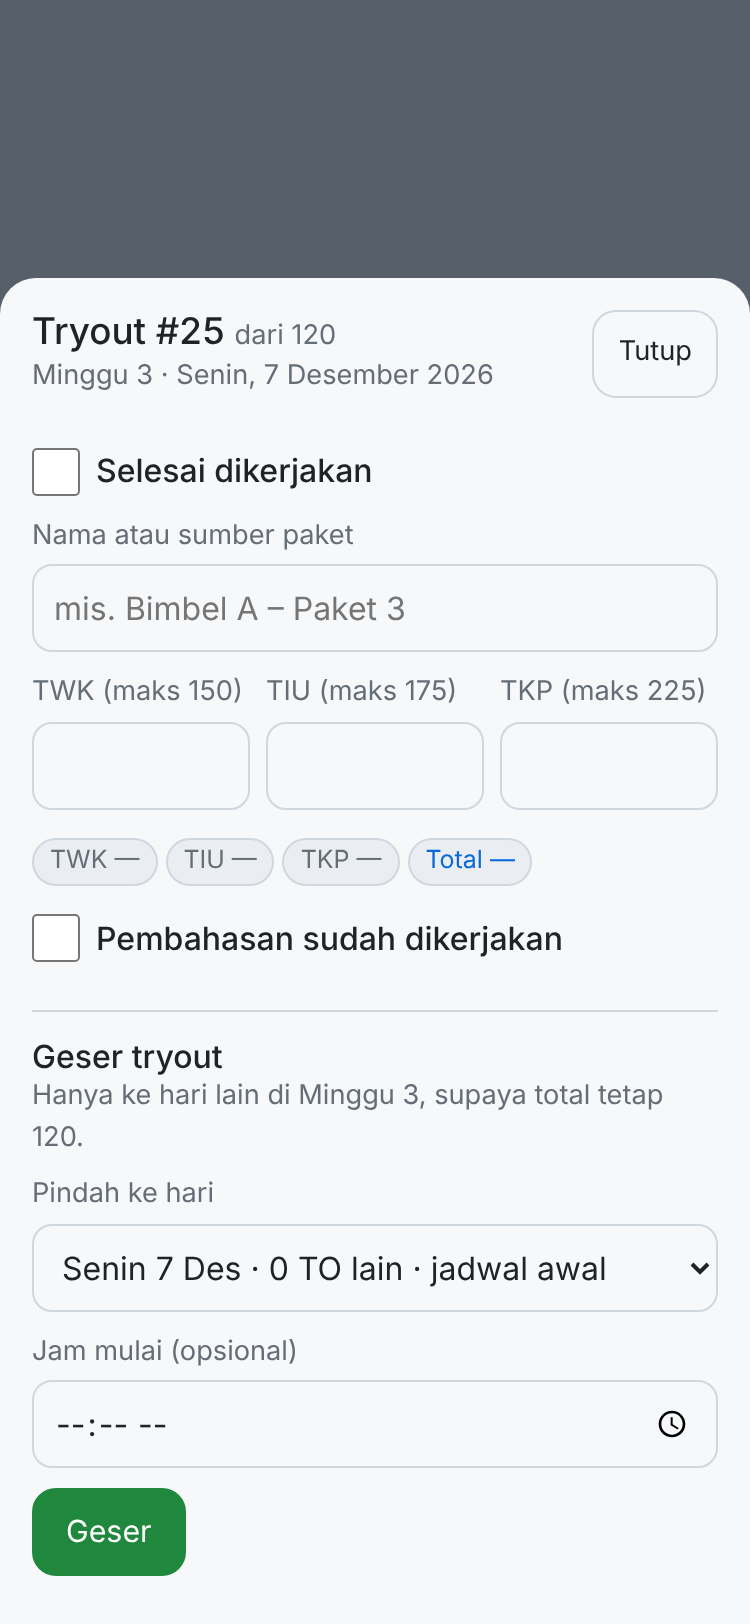 Tryout #25 dari 120
Minggu 3 · Senin, 7 Desember 2026
Tutup
Selesai dikerjakan
Nama atau sumber paket
mis. Bimbel A – Paket 3
TWK (maks 150) TIU (maks 175) TKP (maks 225)
TWK — TIU — TKP — Total —
Pembahasan sudah dikerjakan
Geser tryout
Hanya ke hari lain di Minggu 3, supaya total tetap
120.
Pindah ke hari
Senin 7 Des · 0 TO lain · jadwal awal
Jam mulai (opsional)
--:-- --
Geser